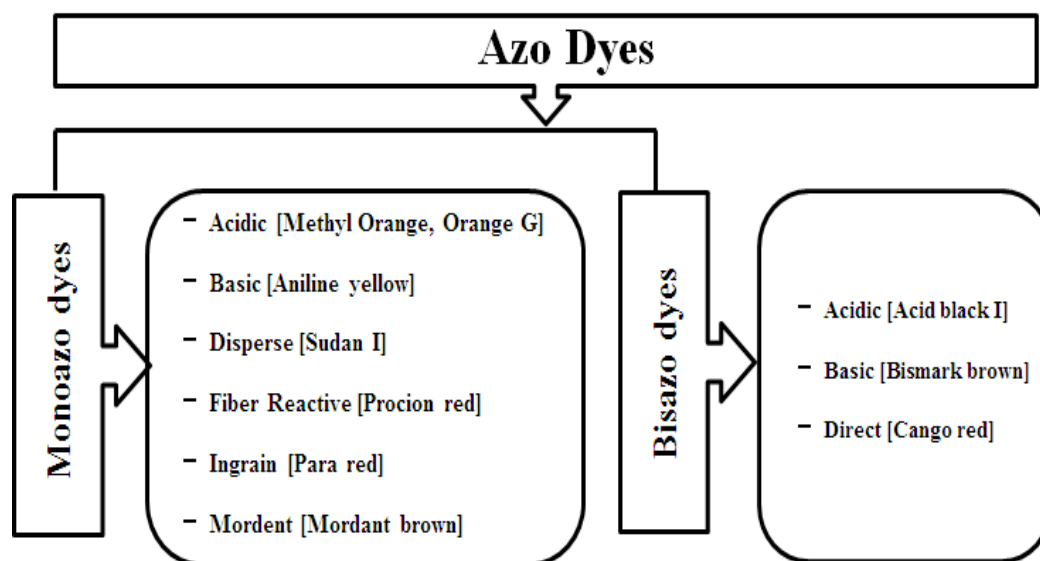 Azo Dyes
Monoazo dyes
- Acidic [Methyl Orange, Orange G]
- Basic [Aniline yellow]
- Disperse [Sudan I]
- Fiber Reactive [Procion red]
- Ingrain [Para red]
- Mordent [Mordant brown]
Bisazo dyes
- Acidic [Acid black I]
- Basic [Bismark brown]
- Direct [Cango red]